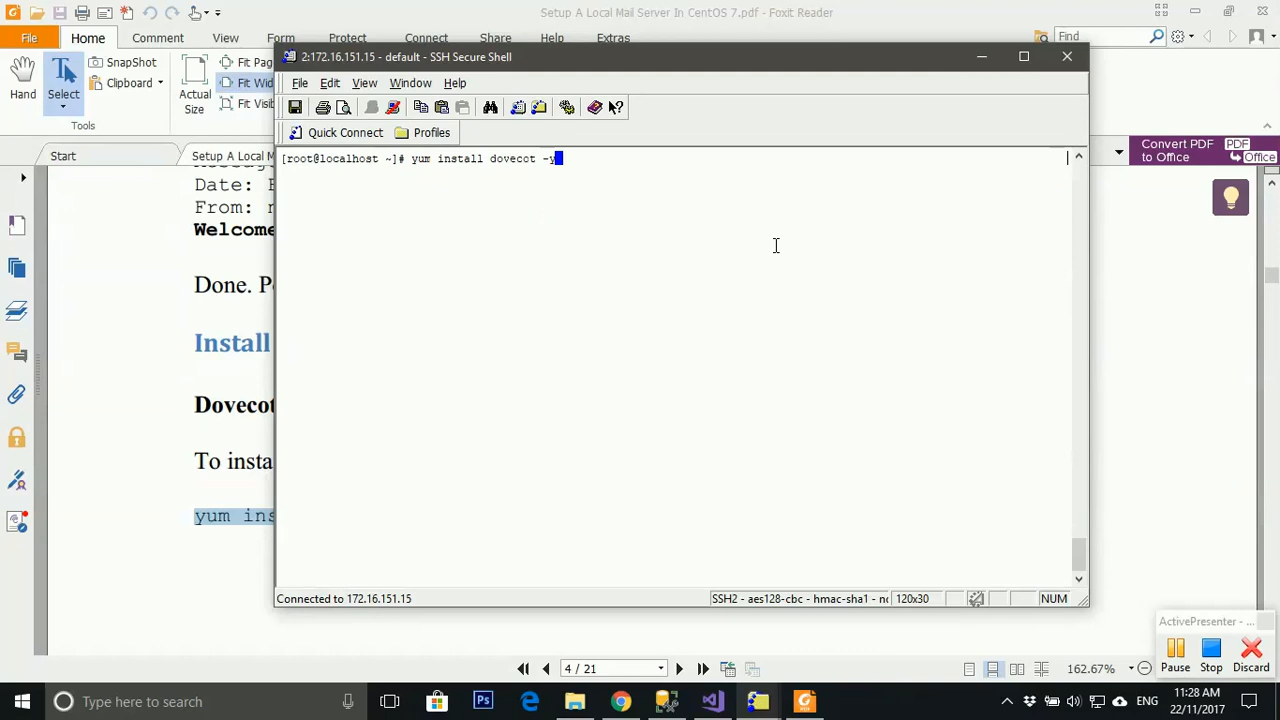 Setup A Local Mail Server In CentOS 7.pdf - Foxit Reader
File Home Comment View Form Protect Connect Share Help Extras
Find
Hand
Select
SnapShot
Clipboard
Tools
Actual
Size
Fit Pag
Fit Wid
Fit Visib
Start
Setup A Local M
Convert PDF
to Office
PDF
2:172.16.151.15 - default - SSH Secure Shell
File Edit View Window Help
Quick Connect Profiles
[root@localhost ~]# yum install dovecot -y
Connected to 172.16.151.15
SSH2 - aes128-cbc - hmac-sha1 - nc
120x30
NUM
Date:
From:
Welcome
Done. P
Install
Dovecot
To insta
yum ins
4 / 21
162.67%
ActivePresenter - ...
Pause Stop Discard
Type here to search
ENG
11:28 AM
22/11/2017